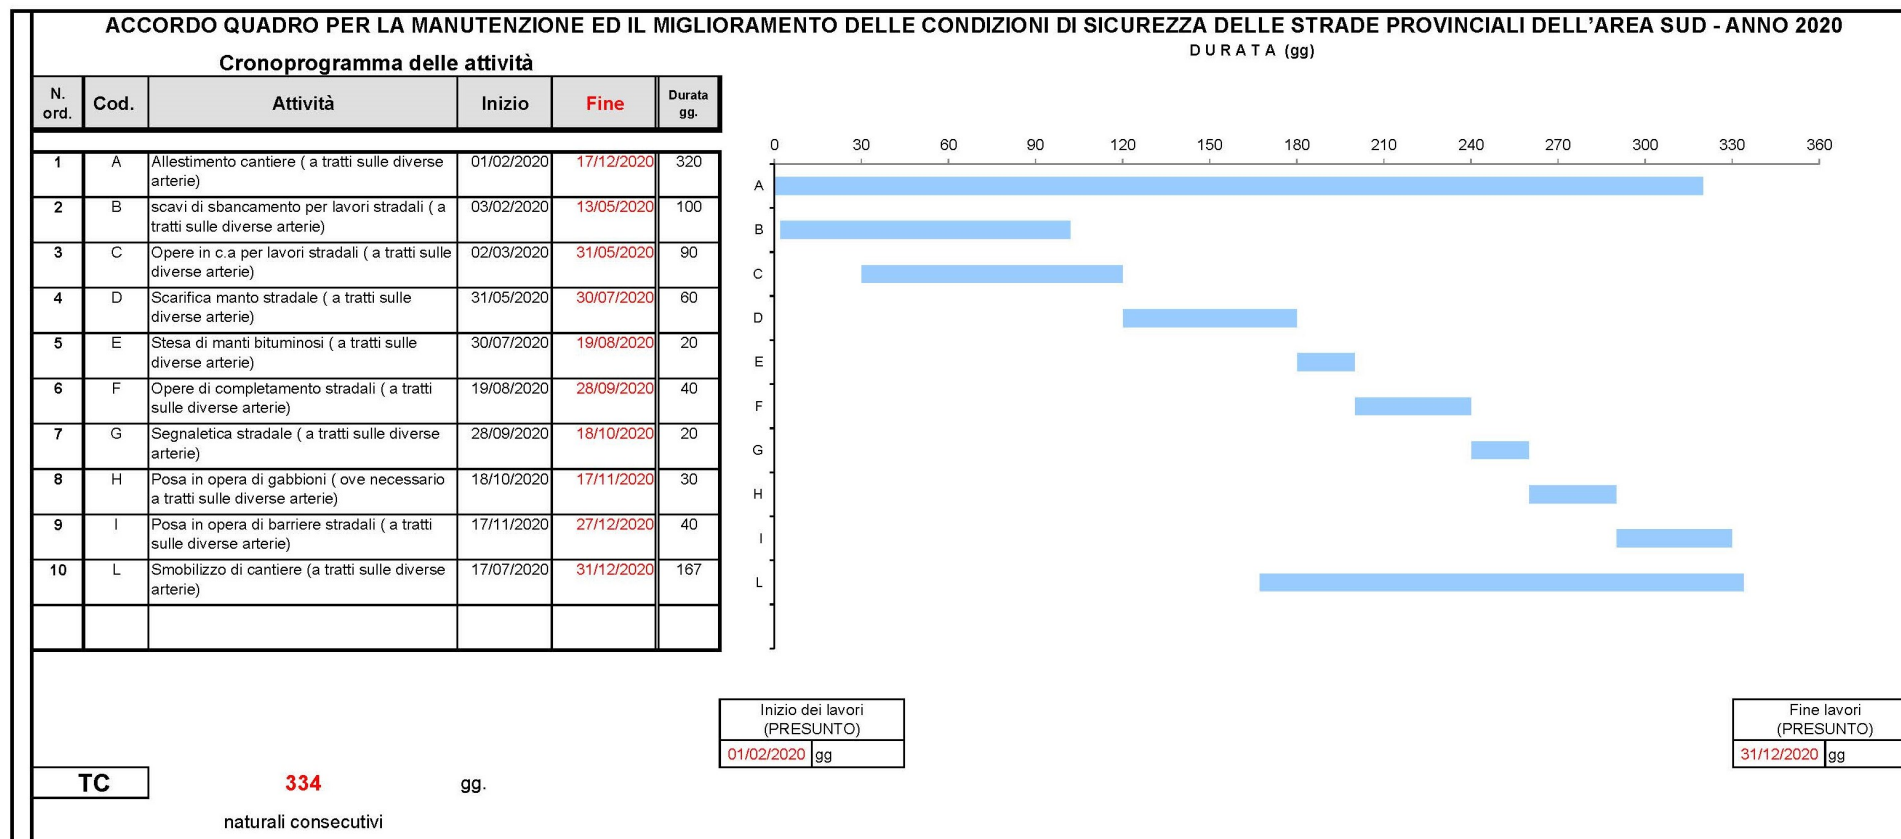 ACCORDO QUADRO PER LA MANUTENZIONE ED IL MIGLIORAMENTO DELLE CONDIZIONI DI SICUREZZA DELLE STRADE PROVINCIALI DELL'AREA SUD - ANNO 2020
D U R A T A (gg)
Cronoprogramma delle attività
N. ord. Cod. Attività Inizio Fine Durata gg.
1 A Allestimento cantiere ( a tratti sulle diverse 01/02/2020 17/12/2020 320
arterie)
2 B scavi di sbancamento per lavori stradali ( a 03/02/2020 13/05/2020 100
tratti sulle diverse arterie)
3 C Opere in c.a per lavori stradali ( a tratti sulle 02/03/2020 31/05/2020 90
diverse arterie)
4 D Scarifica manto stradale ( a tratti sulle 31/05/2020 30/07/2020 60
diverse arterie)
5 E Stesa di manti bituminosi ( a tratti sulle 30/07/2020 19/08/2020 20
diverse arterie)
6 F Opere di completamento stradali ( a tratti 19/08/2020 28/09/2020 40
sulle diverse arterie)
7 G Segnaletica stradale ( a tratti sulle diverse 28/09/2020 18/10/2020 20
arterie)
8 H Posa in opera di gabbioni ( ove necessario 18/10/2020 17/11/2020 30
a tratti sulle diverse arterie)
9 I Posa in opera di barriere stradali ( a tratti 17/11/2020 27/12/2020 40
sulle diverse arterie)
10 L Smobilizzo di cantiere (a tratti sulle diverse 17/07/2020 31/12/2020 167
arterie)
0 30 60 90 120 150 180 210 240 270 300 330 360
A
B
C
D
E
F
G
H
I
L
Inizio dei lavori
(PRESUNTO)
01/02/2020 gg
Fine lavori
(PRESUNTO)
31/12/2020 gg
TC 334 gg.
naturali consecutivi